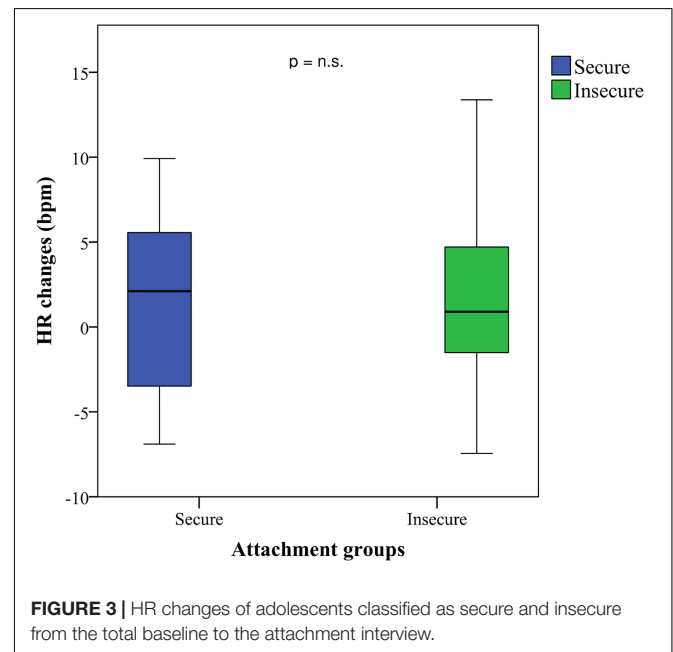 p = n.s.
Secure
Insecure
15
10
5
0
-5
-10
HR changes (bpm)
Secure
Insecure
Attachment groups
FIGURE 3 | HR changes of adolescents classified as secure and insecure
from the total baseline to the attachment interview.